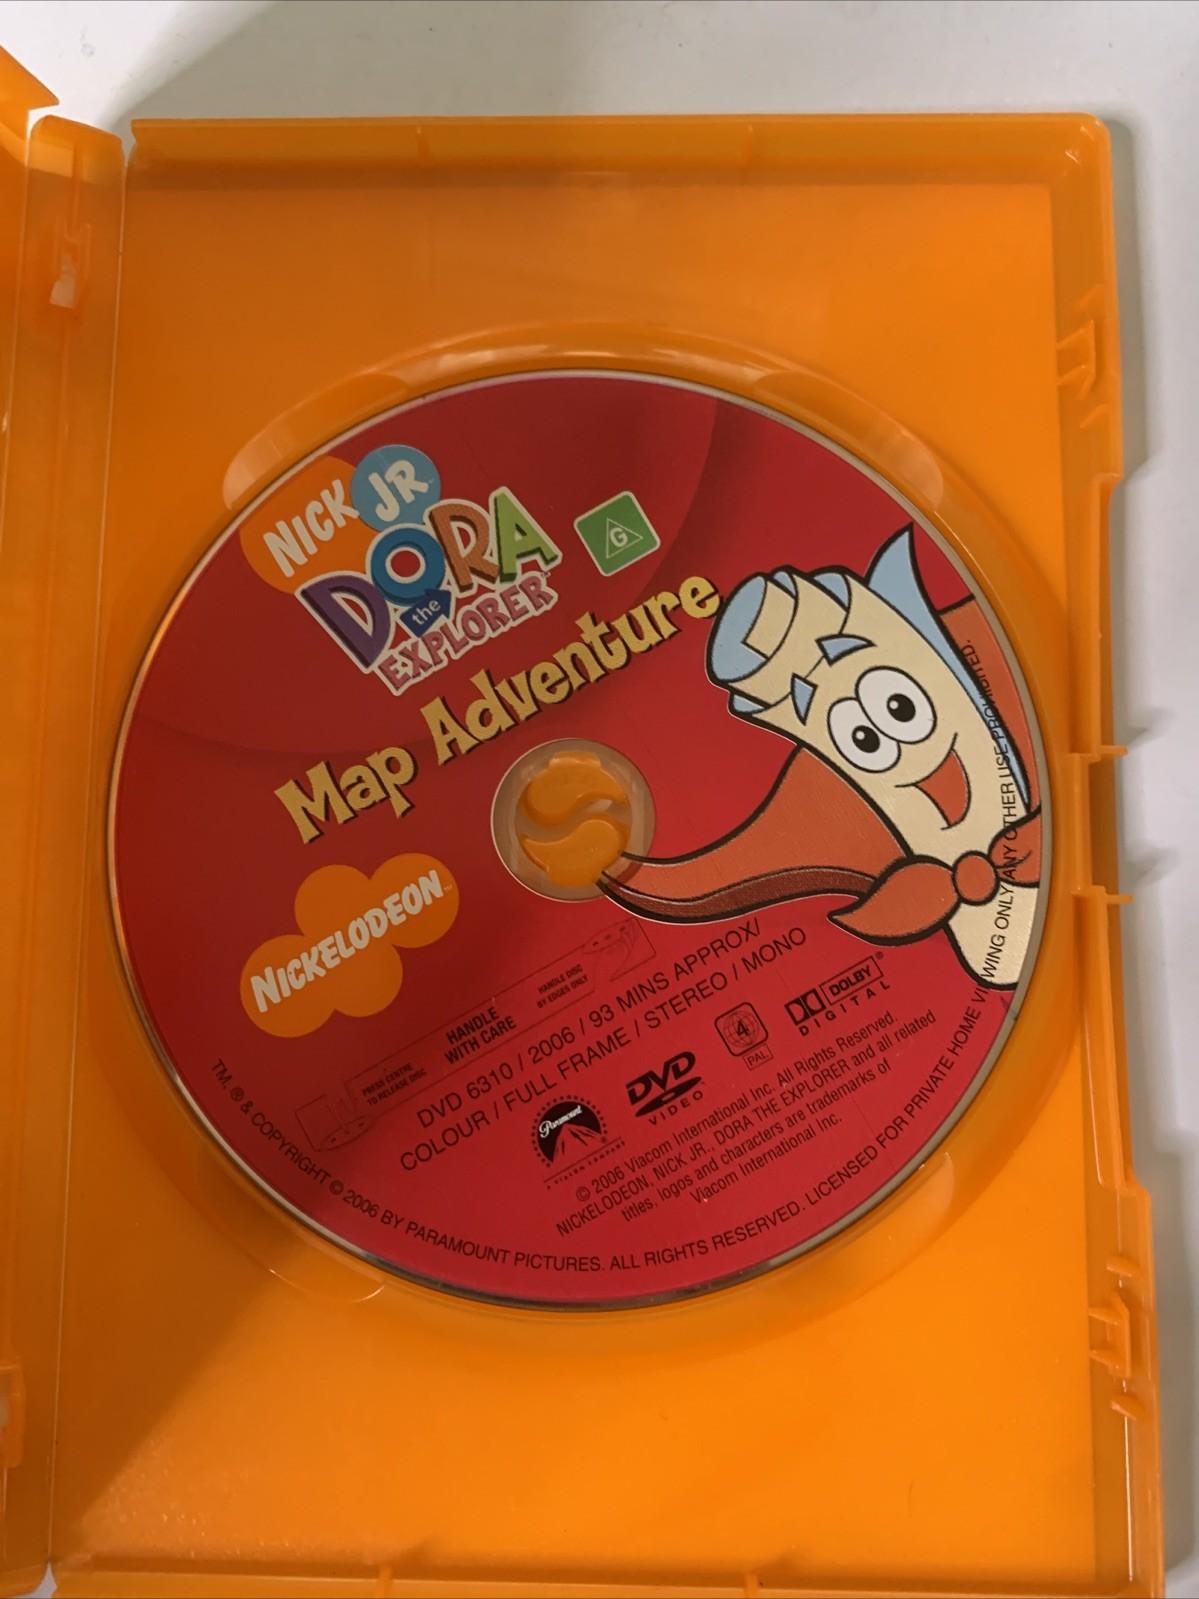 NICK JR
DORA
the
EXPLORER™
G
Map Adventure
NICKELODEON™
PRESS CENTRE
TO RELEASE DISC
HANDLE
WITH CARE
HANDLE DISC
BY EDGES ONLY
DVD 6310 / 2006 / 93 MINS APPROX/
COLOUR / FULL FRAME / STEREO / MONO
Paramount
A VIACOM COMPANY
DVD
VIDEO
4
PAL
DOLBY®
DIGITAL
© 2006 Viacom International Inc. All Rights Reserved.
NICKELODEON, NICK JR., DORA THE EXPLORER and all related
titles, logos and characters are trademarks of
Viacom International Inc.
TM, ® & COPYRIGHT © 2006 BY PARAMOUNT PICTURES. ALL RIGHTS RESERVED. LICENSED FOR PRIVATE HOME VIEWING ONLY. ANY OTHER USE PROHIBITED.